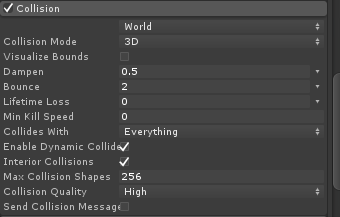 Collision
World
Collision Mode 3D
Visualize Bounds
Dampen 0.5
Bounce 2
Lifetime Loss 0
Min Kill Speed 0
Collides With Everything
Enable Dynamic Collide
Interior Collisions
Max Collision Shapes 256
Collision Quality High
Send Collision Message